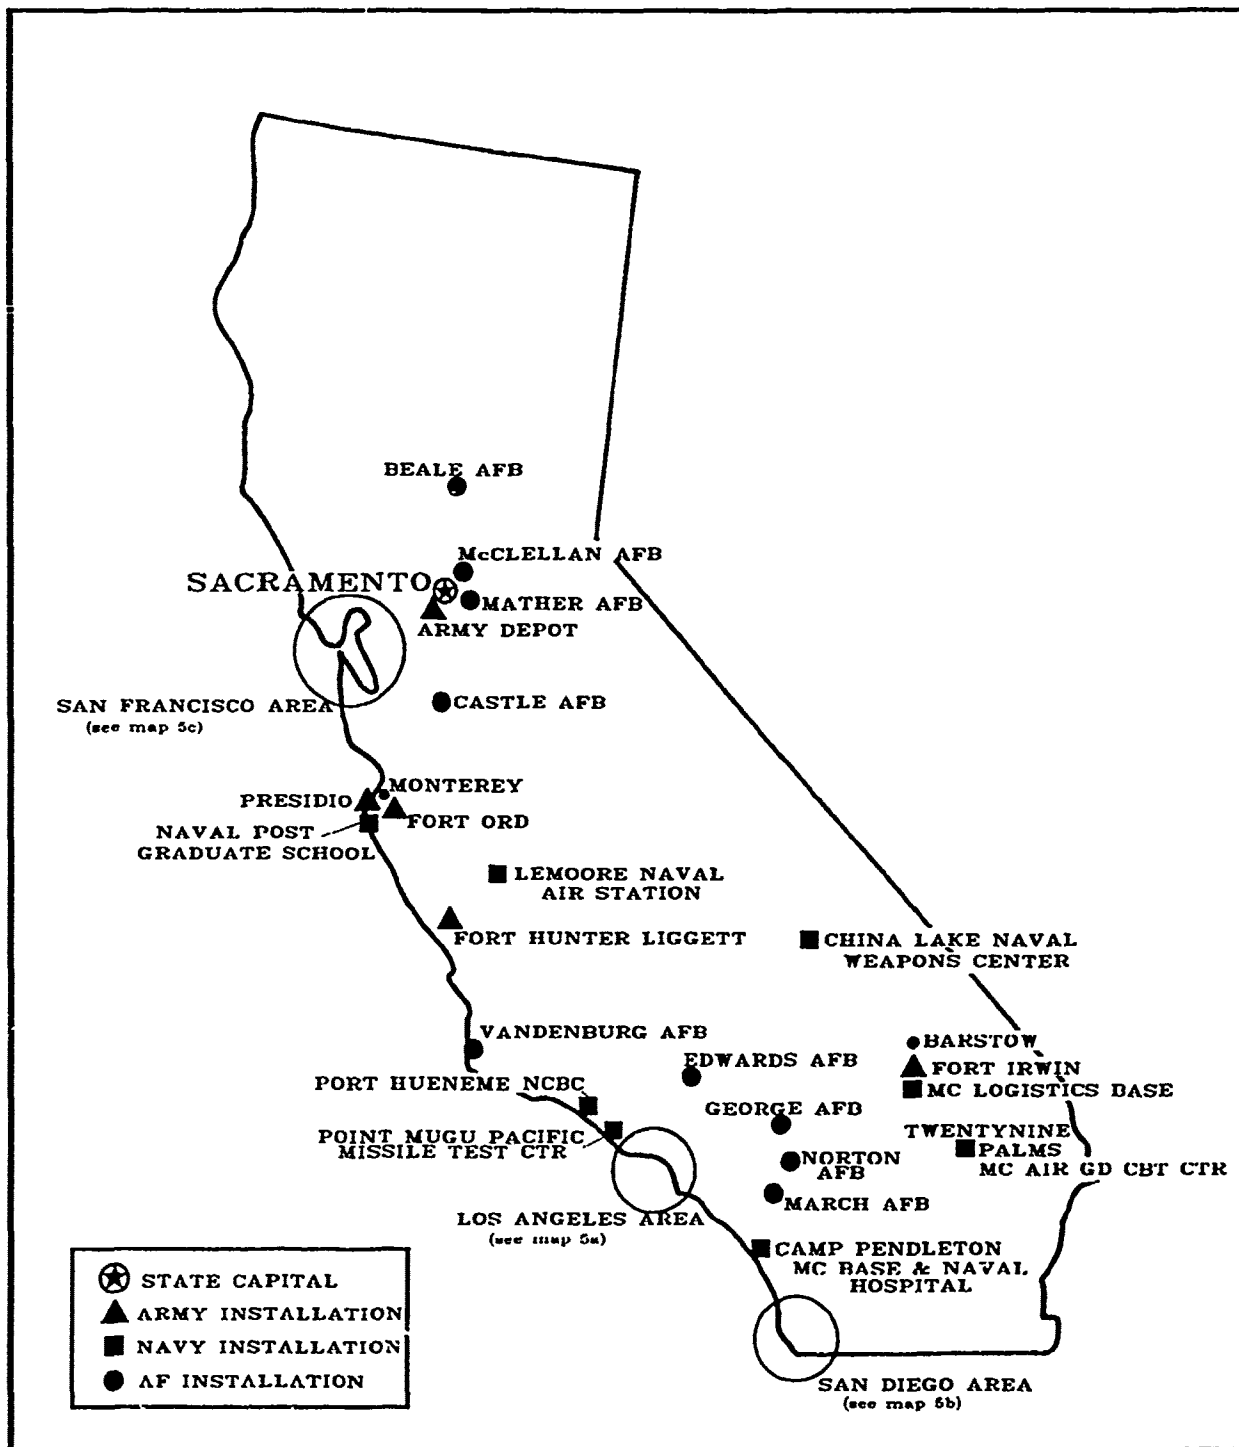 BEALE AFB
McCLELLAN AFB
SACRAMENTO
MATHER AFB
ARMY DEPOT
SAN FRANCISCO AREA
(see map 5c)
CASTLE AFB
MONTEREY
PRESIDIO
FORT ORD
NAVAL POST
GRADUATE SCHOOL
LEMOORE NAVAL
AIR STATION
FORT HUNTER LIGGETT
CHINA LAKE NAVAL
WEAPONS CENTER
VANDENBURG AFB
BARSTOW
EDWARDS AFB
FORT IRWIN
PORT HUENEME NCBC
MC LOGISTICS BASE
GEORGE AFB
POINT MUGU PACIFIC
MISSILE TEST CTR
TWENTYNINE
PALMS
MC AIR GD CBT CTR
NORTON
AFB
MARCH AFB
LOS ANGELES AREA
(see map 5a)
CAMP PENDLETON
MC BASE & NAVAL
HOSPITAL
STATE CAPITAL
ARMY INSTALLATION
NAVY INSTALLATION
AF INSTALLATION
SAN DIEGO AREA
(see map 5b)